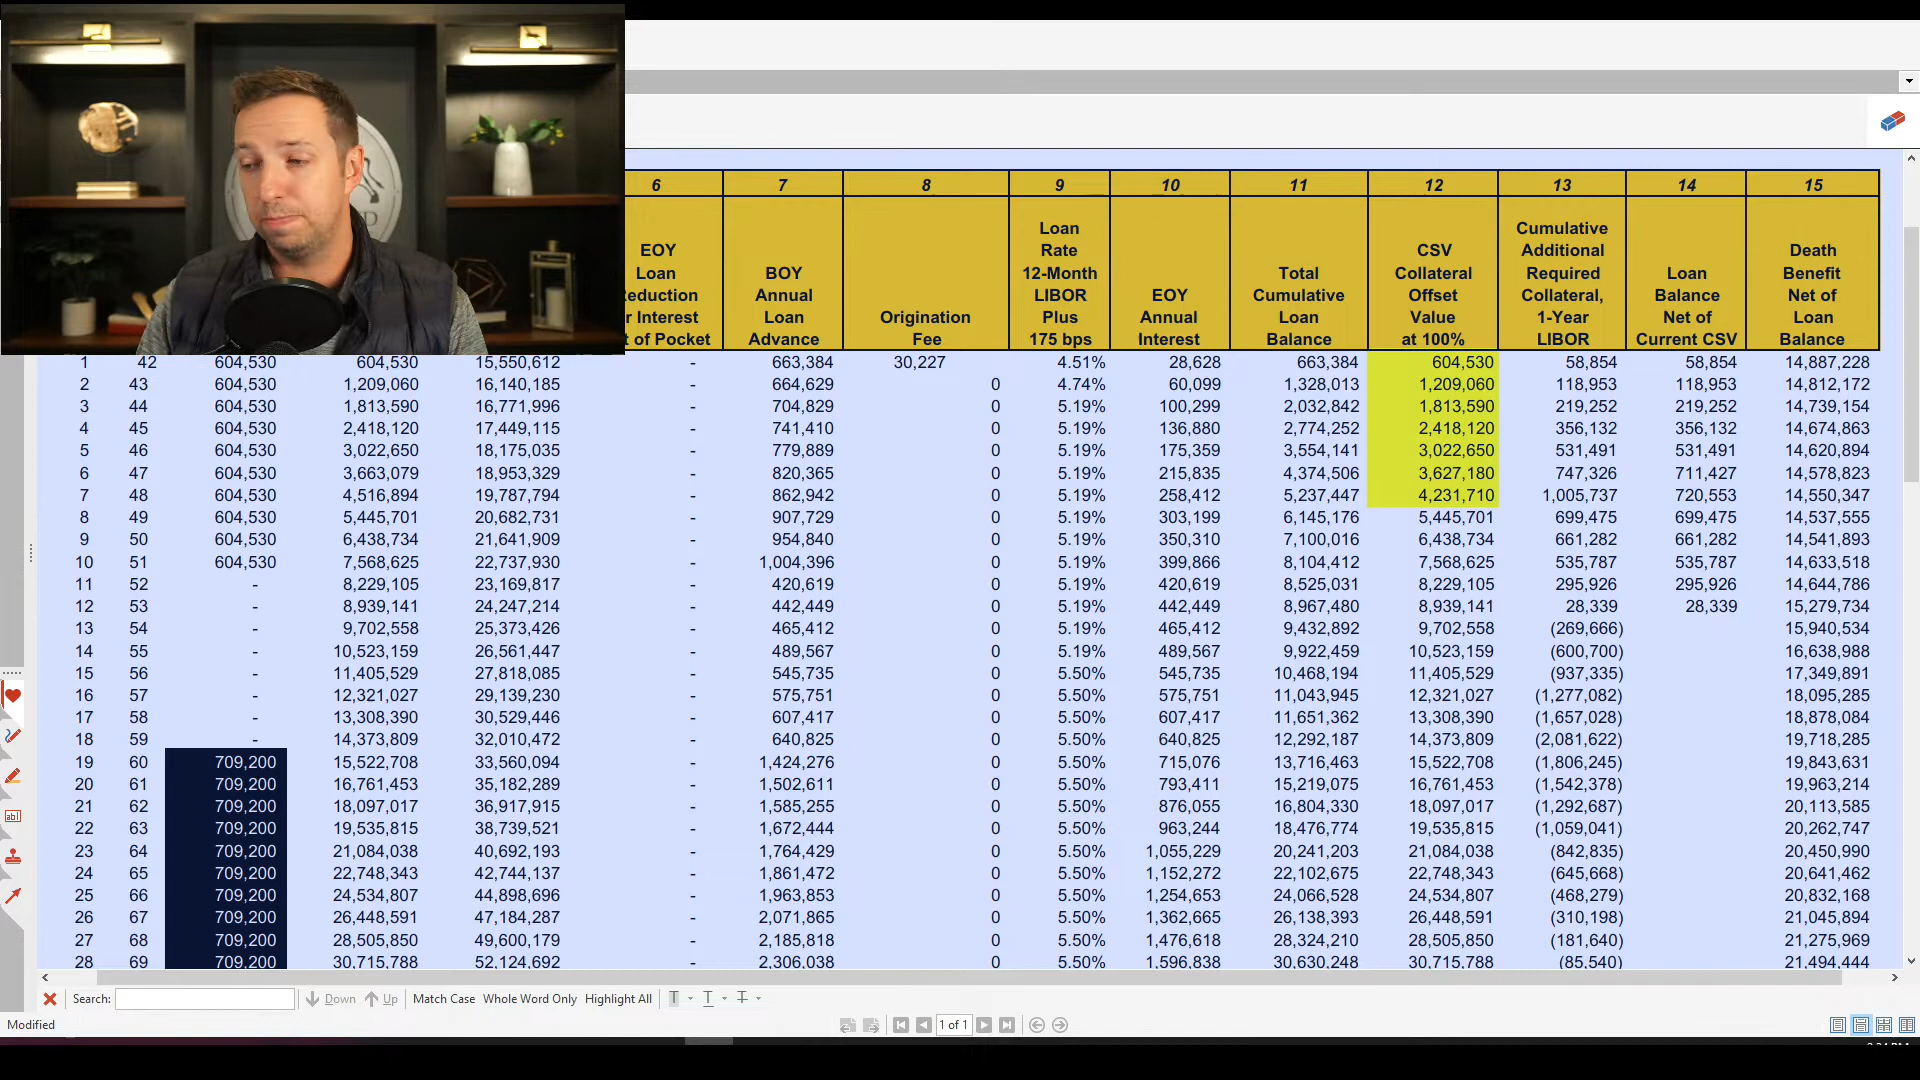 6 7 8 9 10 11 12 13 14 15
EOY Loan Reduction r Interest t of Pocket
BOY Annual Loan Advance
Origination Fee
Loan Rate 12-Month LIBOR Plus 175 bps
EOY Annual Interest
Total Cumulative Loan Balance
CSV Collateral Offset Value at 100%
Cumulative Additional Required Collateral, 1-Year LIBOR
Loan Balance Net of Current CSV
Death Benefit Net of Loan Balance
1 42 604,530 604,530 15,550,612 - 663,384 30,227 4.51% 28,628 663,384 604,530 58,854 58,854 14,887,228
2 43 604,530 1,209,060 16,140,185 - 664,629 0 4.74% 60,099 1,328,013 1,209,060 118,953 118,953 14,812,172
3 44 604,530 1,813,590 16,771,996 - 704,829 0 5.19% 100,299 2,032,842 1,813,590 219,252 219,252 14,739,154
4 45 604,530 2,418,120 17,449,115 - 741,410 0 5.19% 136,880 2,774,252 2,418,120 356,132 356,132 14,674,863
5 46 604,530 3,022,650 18,175,035 - 779,889 0 5.19% 175,359 3,554,141 3,022,650 531,491 531,491 14,620,894
6 47 604,530 3,663,079 18,953,329 - 820,365 0 5.19% 215,835 4,374,506 3,627,180 747,326 711,427 14,578,823
7 48 604,530 4,516,894 19,787,794 - 862,942 0 5.19% 258,412 5,237,447 4,231,710 1,005,737 720,553 14,550,347
8 49 604,530 5,445,701 20,682,731 - 907,729 0 5.19% 303,199 6,145,176 5,445,701 699,475 699,475 14,537,555
9 50 604,530 6,438,734 21,641,909 - 954,840 0 5.19% 350,310 7,100,016 6,438,734 661,282 661,282 14,541,893
10 51 604,530 7,568,625 22,737,930 - 1,004,396 0 5.19% 399,866 8,104,412 7,568,625 535,787 535,787 14,633,518
11 52 - 8,229,105 23,169,817 - 420,619 0 5.19% 420,619 8,525,031 8,229,105 295,926 295,926 14,644,786
12 53 - 8,939,141 24,247,214 - 442,449 0 5.19% 442,449 8,967,480 8,939,141 28,339 28,339 15,279,734
13 54 - 9,702,558 25,373,426 - 465,412 0 5.19% 465,412 9,432,892 9,702,558 (269,666) 15,940,534
14 55 - 10,523,159 26,561,447 - 489,567 0 5.19% 489,567 9,922,459 10,523,159 (600,700) 16,638,988
15 56 - 11,405,529 27,818,085 - 545,735 0 5.50% 545,735 10,468,194 11,405,529 (937,335) 17,349,891
16 57 - 12,321,027 29,139,230 - 575,751 0 5.50% 575,751 11,043,945 12,321,027 (1,277,082) 18,095,285
17 58 - 13,308,390 30,529,446 - 607,417 0 5.50% 607,417 11,651,362 13,308,390 (1,657,028) 18,878,084
18 59 - 14,373,809 32,010,472 - 640,825 0 5.50% 640,825 12,292,187 14,373,809 (2,081,622) 19,718,285
19 60 709,200 15,522,708 33,560,094 - 1,424,276 0 5.50% 715,076 13,716,463 15,522,708 (1,806,245) 19,843,631
20 61 709,200 16,761,453 35,182,289 - 1,502,611 0 5.50% 793,411 15,219,075 16,761,453 (1,542,378) 19,963,214
21 62 709,200 18,097,017 36,917,915 - 1,585,255 0 5.50% 876,055 16,804,330 18,097,017 (1,292,687) 20,113,585
22 63 709,200 19,535,815 38,739,521 - 1,672,444 0 5.50% 963,244 18,476,774 19,535,815 (1,059,041) 20,262,747
23 64 709,200 21,084,038 40,692,193 - 1,764,429 0 5.50% 1,055,229 20,241,203 21,084,038 (842,835) 20,450,990
24 65 709,200 22,748,343 42,744,137 - 1,861,472 0 5.50% 1,152,272 22,102,675 22,748,343 (645,668) 20,641,462
25 66 709,200 24,534,807 44,898,696 - 1,963,853 0 5.50% 1,254,653 24,066,528 24,534,807 (468,279) 20,832,168
26 67 709,200 26,448,591 47,184,287 - 2,071,865 0 5.50% 1,362,665 26,138,393 26,448,591 (310,198) 21,045,894
27 68 709,200 28,505,850 49,600,179 - 2,185,818 0 5.50% 1,476,618 28,324,210 28,505,850 (181,640) 21,275,969
28 69 709,200 30,715,788 52,124,692 - 2,306,038 0 5.50% 1,596,838 30,630,248 30,715,788 (85,540) 21,494,444
Search: Down Up Match Case Whole Word Only Highlight All T T T
Modified 1 of 1